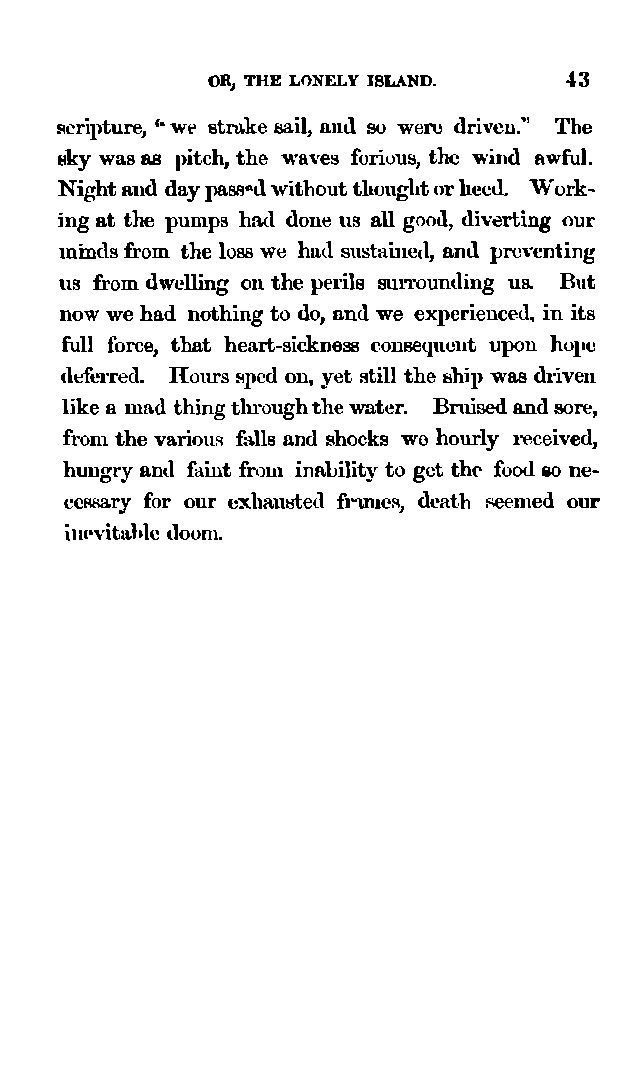 OR, THE LONELY ISLAND. 43
scripture, "we strake sail, and so were driven." The
sky was as pitch, the waves forious, the wind awful.
Night and day passed without thought or heed. Work-
ing at the pumps had done us all good, diverting our
minds from the loss we had sustained, and preventing
us from dwelling on the perils surrounding us. But
now we had nothing to do, and we experienced, in its
full force, that heart-sickness consequent upon hope
deferred. Hours sped on, yet still the ship was driven
like a mad thing through the water. Bruised and sore,
from the various falls and shocks we hourly received,
hungry and faint from inability to get the food so ne-
cessary for our exhausted frames, death seemed our
inevitable doom.